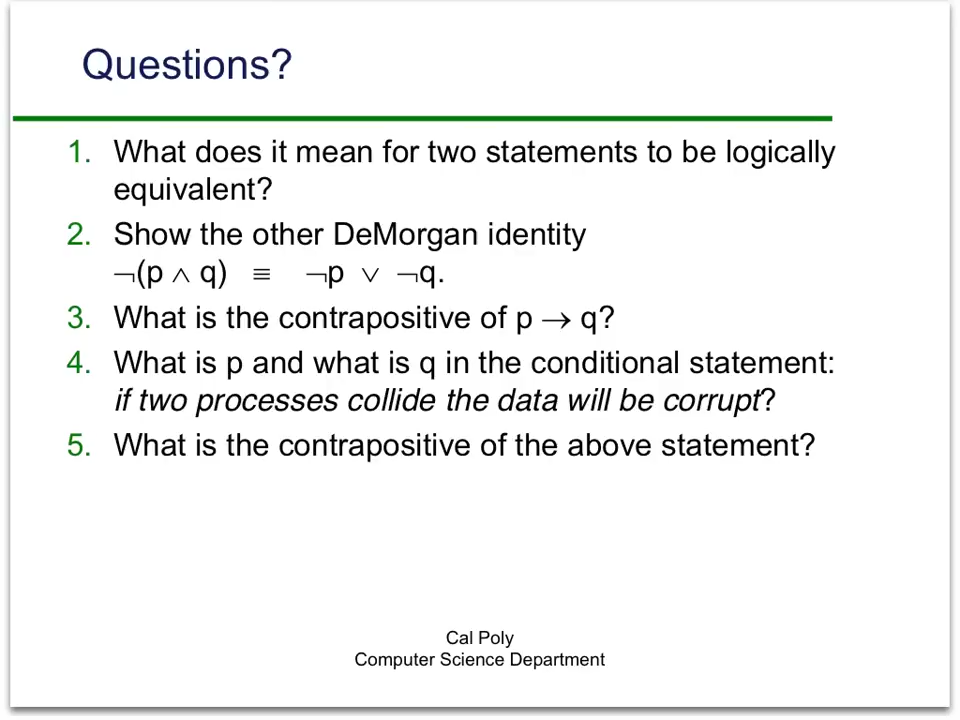 Questions?
1. What does it mean for two statements to be logically
equivalent?
2. Show the other DeMorgan identity
¬(p ∧ q) ≡ ¬p ∨ ¬q.
3. What is the contrapositive of p → q?
4. What is p and what is q in the conditional statement:
if two processes collide the data will be corrupt?
5. What is the contrapositive of the above statement?
Cal Poly
Computer Science Department